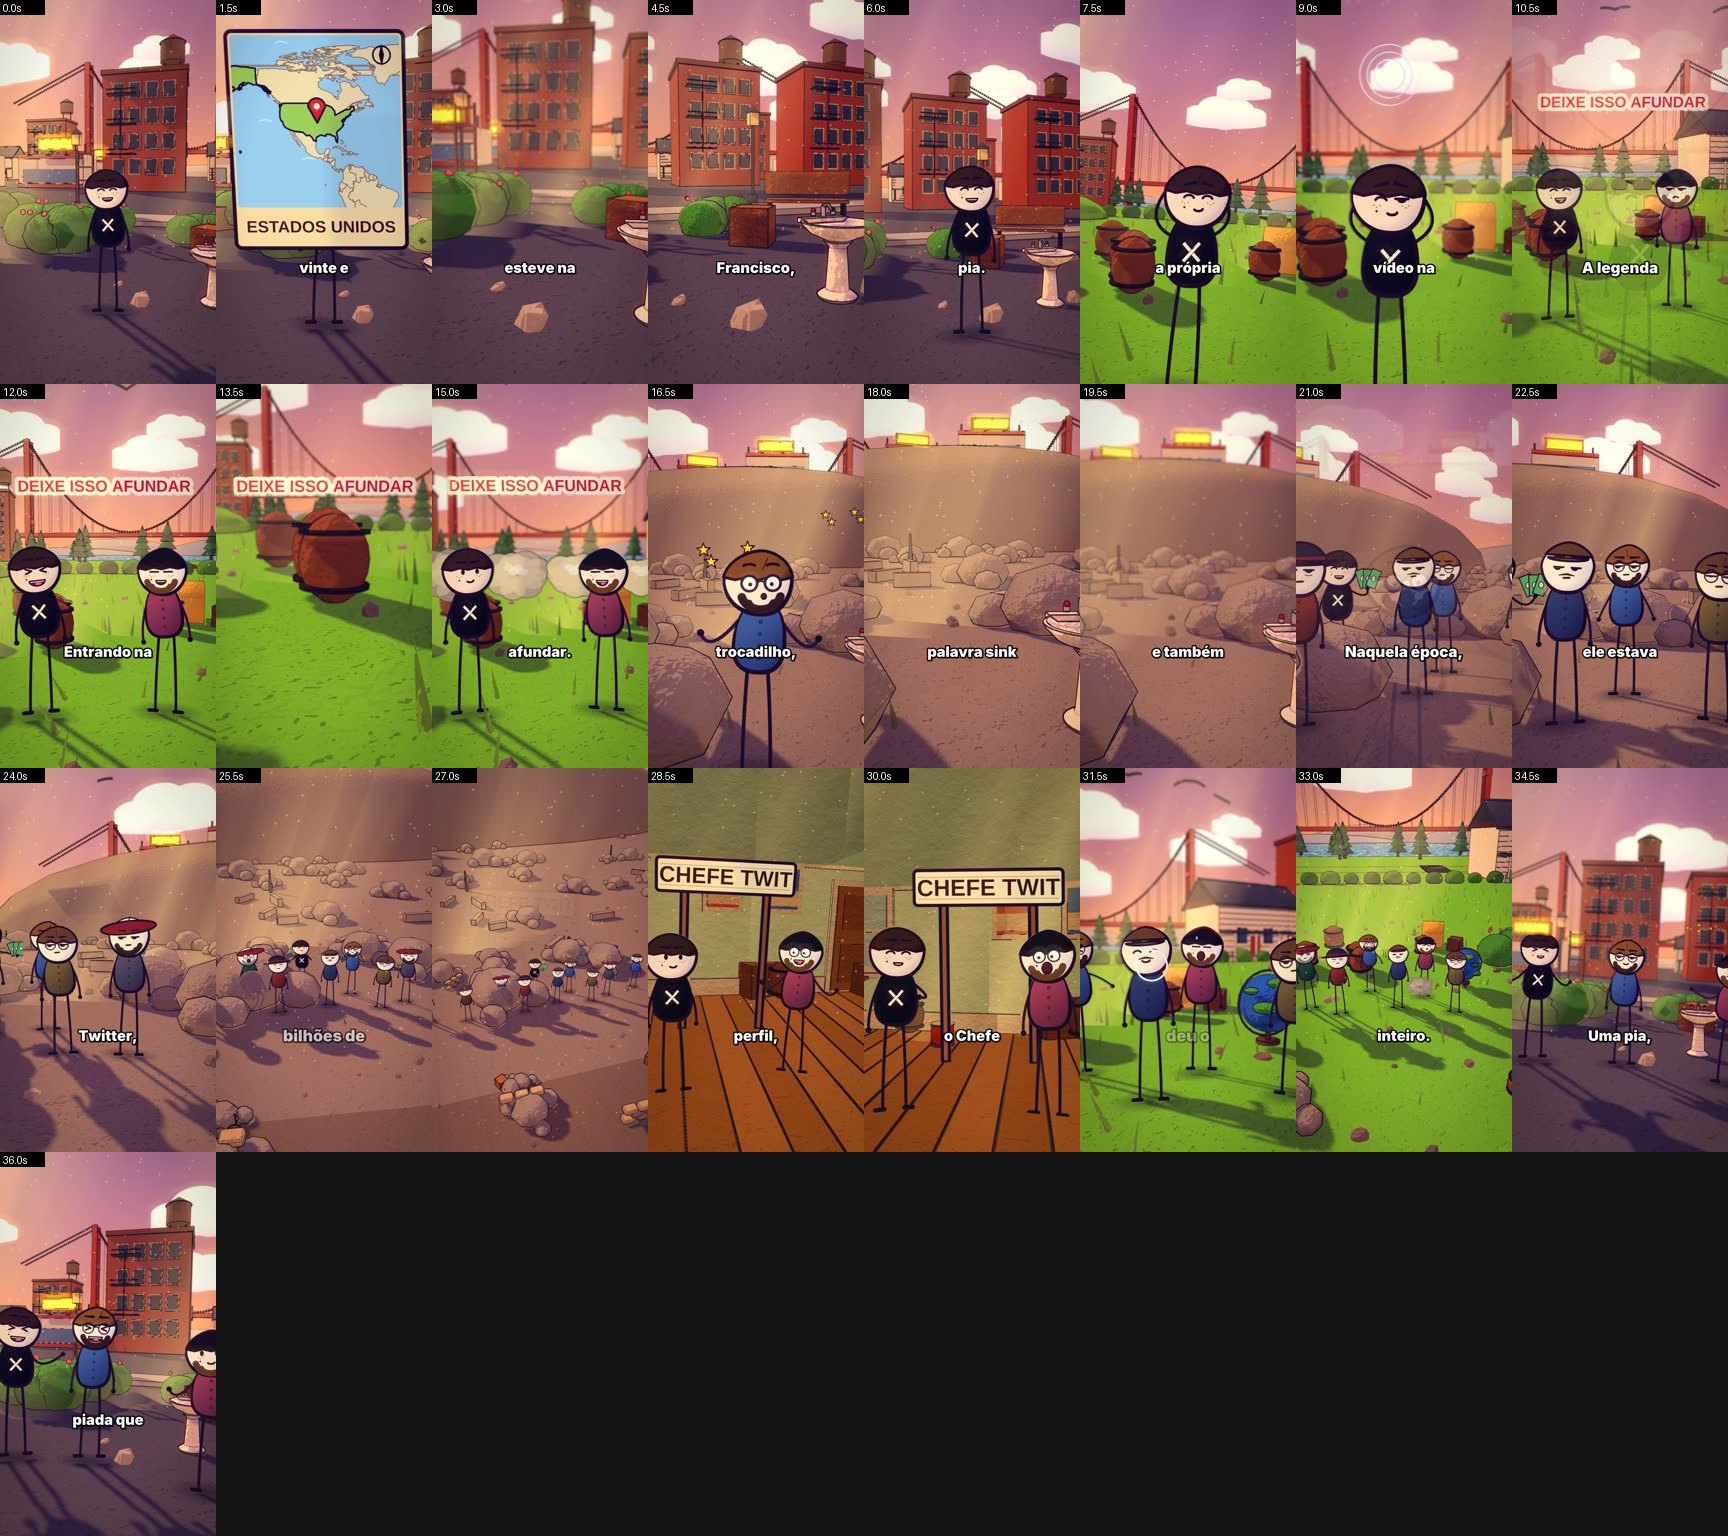 0.0s
1.5s
3.0s
4.5s
6.0s
7.5s
9.0s
10.5s
ESTADOS UNIDOS
DEIXE ISSO AFUNDAR
X
vinte e
esteve na
Francisco,
pia.
a própria
vídeo na
A legenda
12.0s
13.5s
15.0s
16.5s
18.0s
19.5s
21.0s
22.5s
DEIXE ISSO AFUNDAR
DEIXE ISSO AFUNDAR
DEIXE ISSO AFUNDAR
Entrando na
afundar.
trocadilho,
palavra sink
e também
Naquela época,
ele estava
24.0s
25.5s
27.0s
28.5s
30.0s
31.5s
33.0s
34.5s
CHEFE TWIT
CHEFE TWIT
Twitter,
bilhões de
perfil,
o Chefe
deu o
inteiro.
Uma pia,
36.0s
piada que